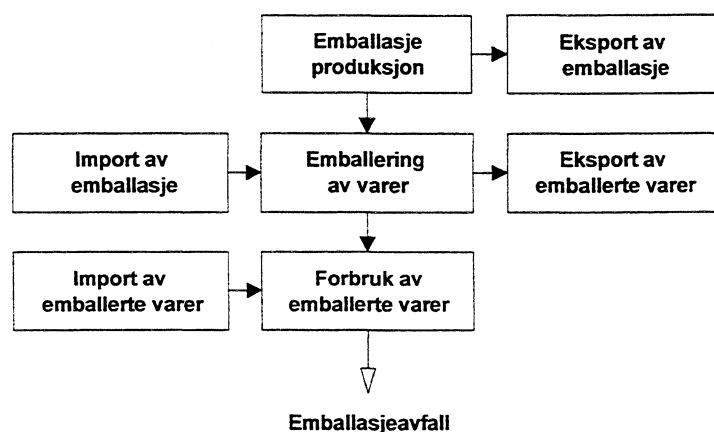 Emballasje
produksjon
Eksport av
emballasje
Import av
emballasje
Emballering
av varer
Eksport av
emballerte varer
Import av
emballerte varer
Forbruk av
emballerte varer
Emballasjeavfall